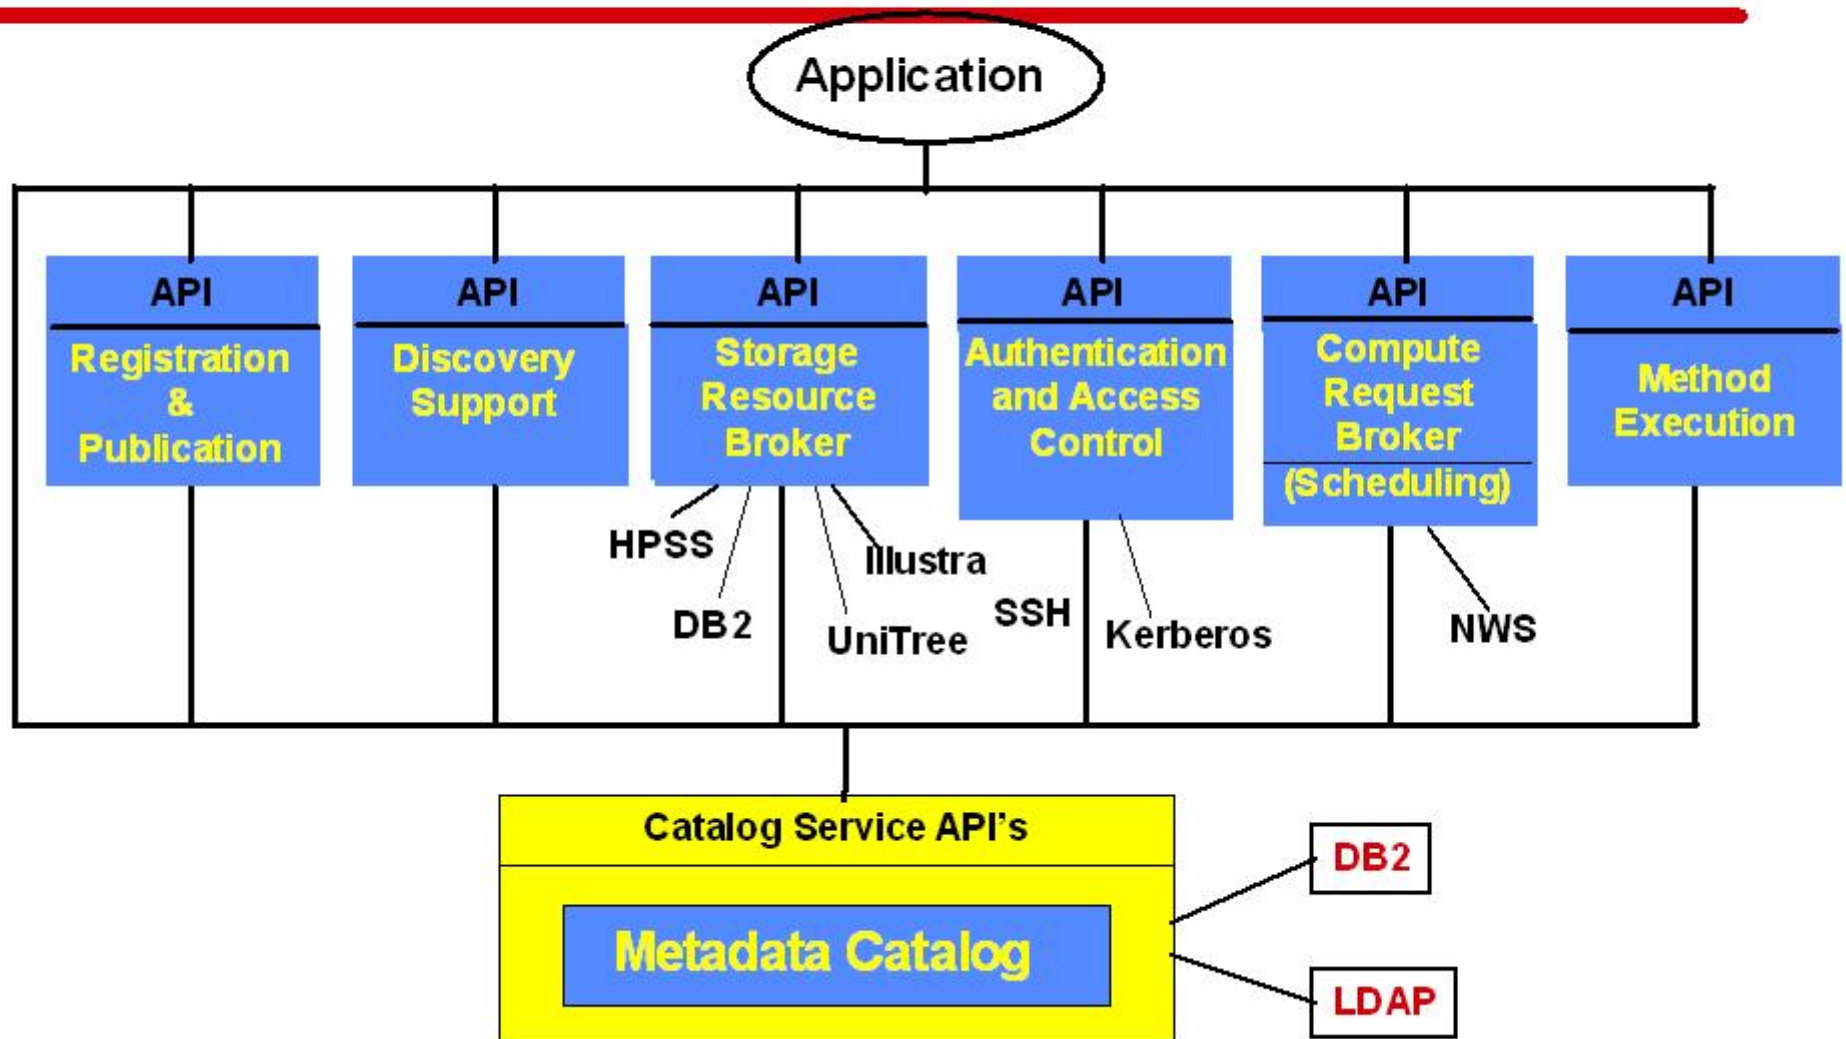 Application
API
Registration
&
Publication
API
Discovery
Support
API
Storage
Resource
Broker
API
Authentication
and Access
Control
API
Compute
Request
Broker
(Scheduling)
API
Method
Execution
HPSS
DB2
UniTree
Illustra
SSH
Kerberos
NWS
Catalog Service API's
Metadata Catalog
DB2
LDAP